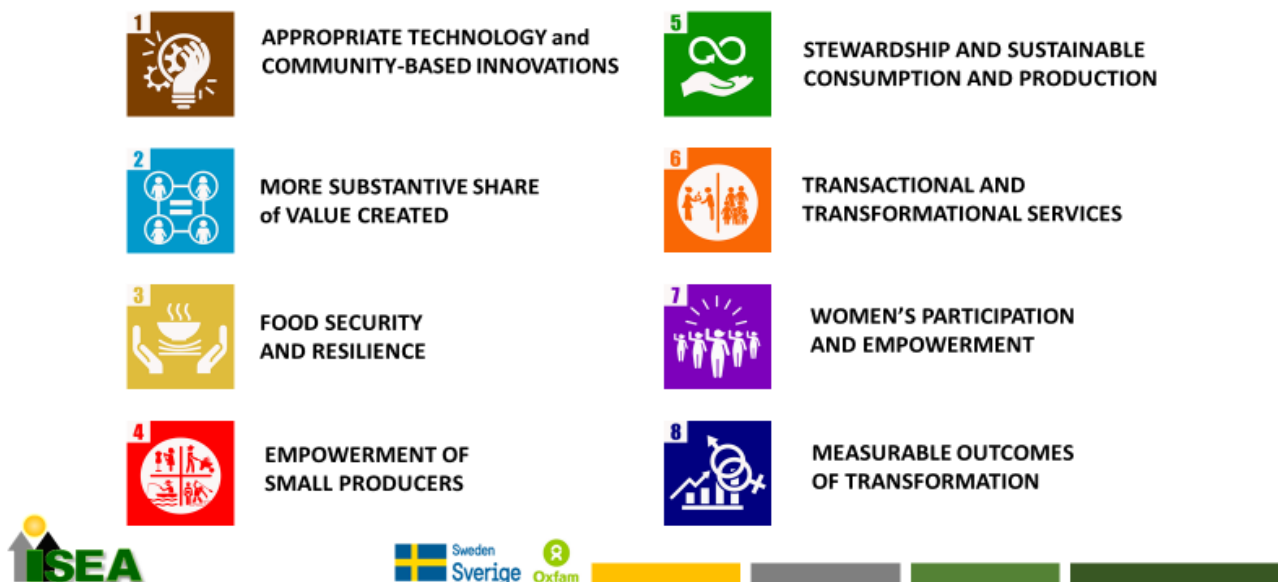 1
APPROPRIATE TECHNOLOGY and
COMMUNITY-BASED INNOVATIONS
2
MORE SUBSTANTIVE SHARE
of VALUE CREATED
3
FOOD SECURITY
AND RESILIENCE
4
EMPOWERMENT OF
SMALL PRODUCERS
5
STEWARDSHIP AND SUSTAINABLE
CONSUMPTION AND PRODUCTION
6
TRANSACTIONAL AND
TRANSFORMATIONAL SERVICES
7
WOMEN’S PARTICIPATION
AND EMPOWERMENT
8
MEASURABLE OUTCOMES
OF TRANSFORMATION
iSEA
Sweden
Sverige
Oxfam